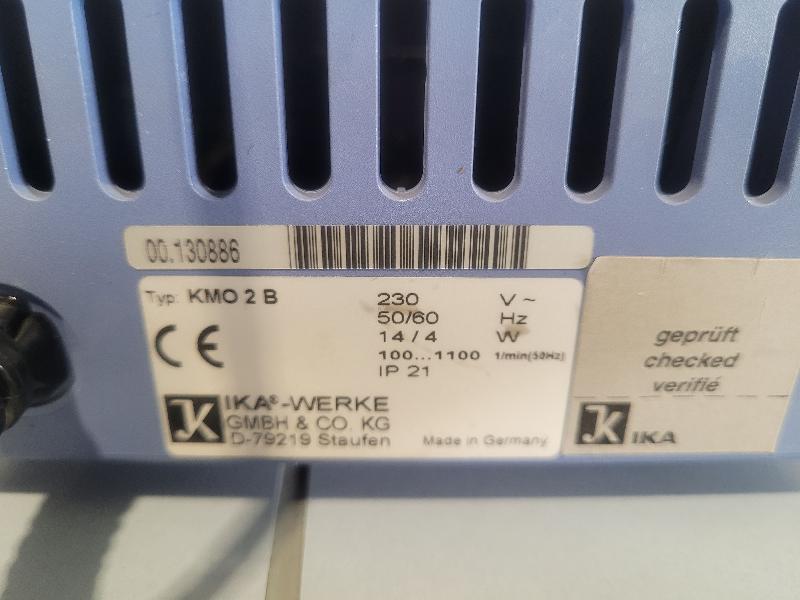 00.130886
Typ: KMO 2 B
230 V ~
50/60 Hz
14 / 4 W
100...1100 1/min(50Hz)
IP 21
CE
IKA®-WERKE
GMBH & CO. KG
D-79219 Staufen
Made in Germany
geprüft
checked
verifié
IKA